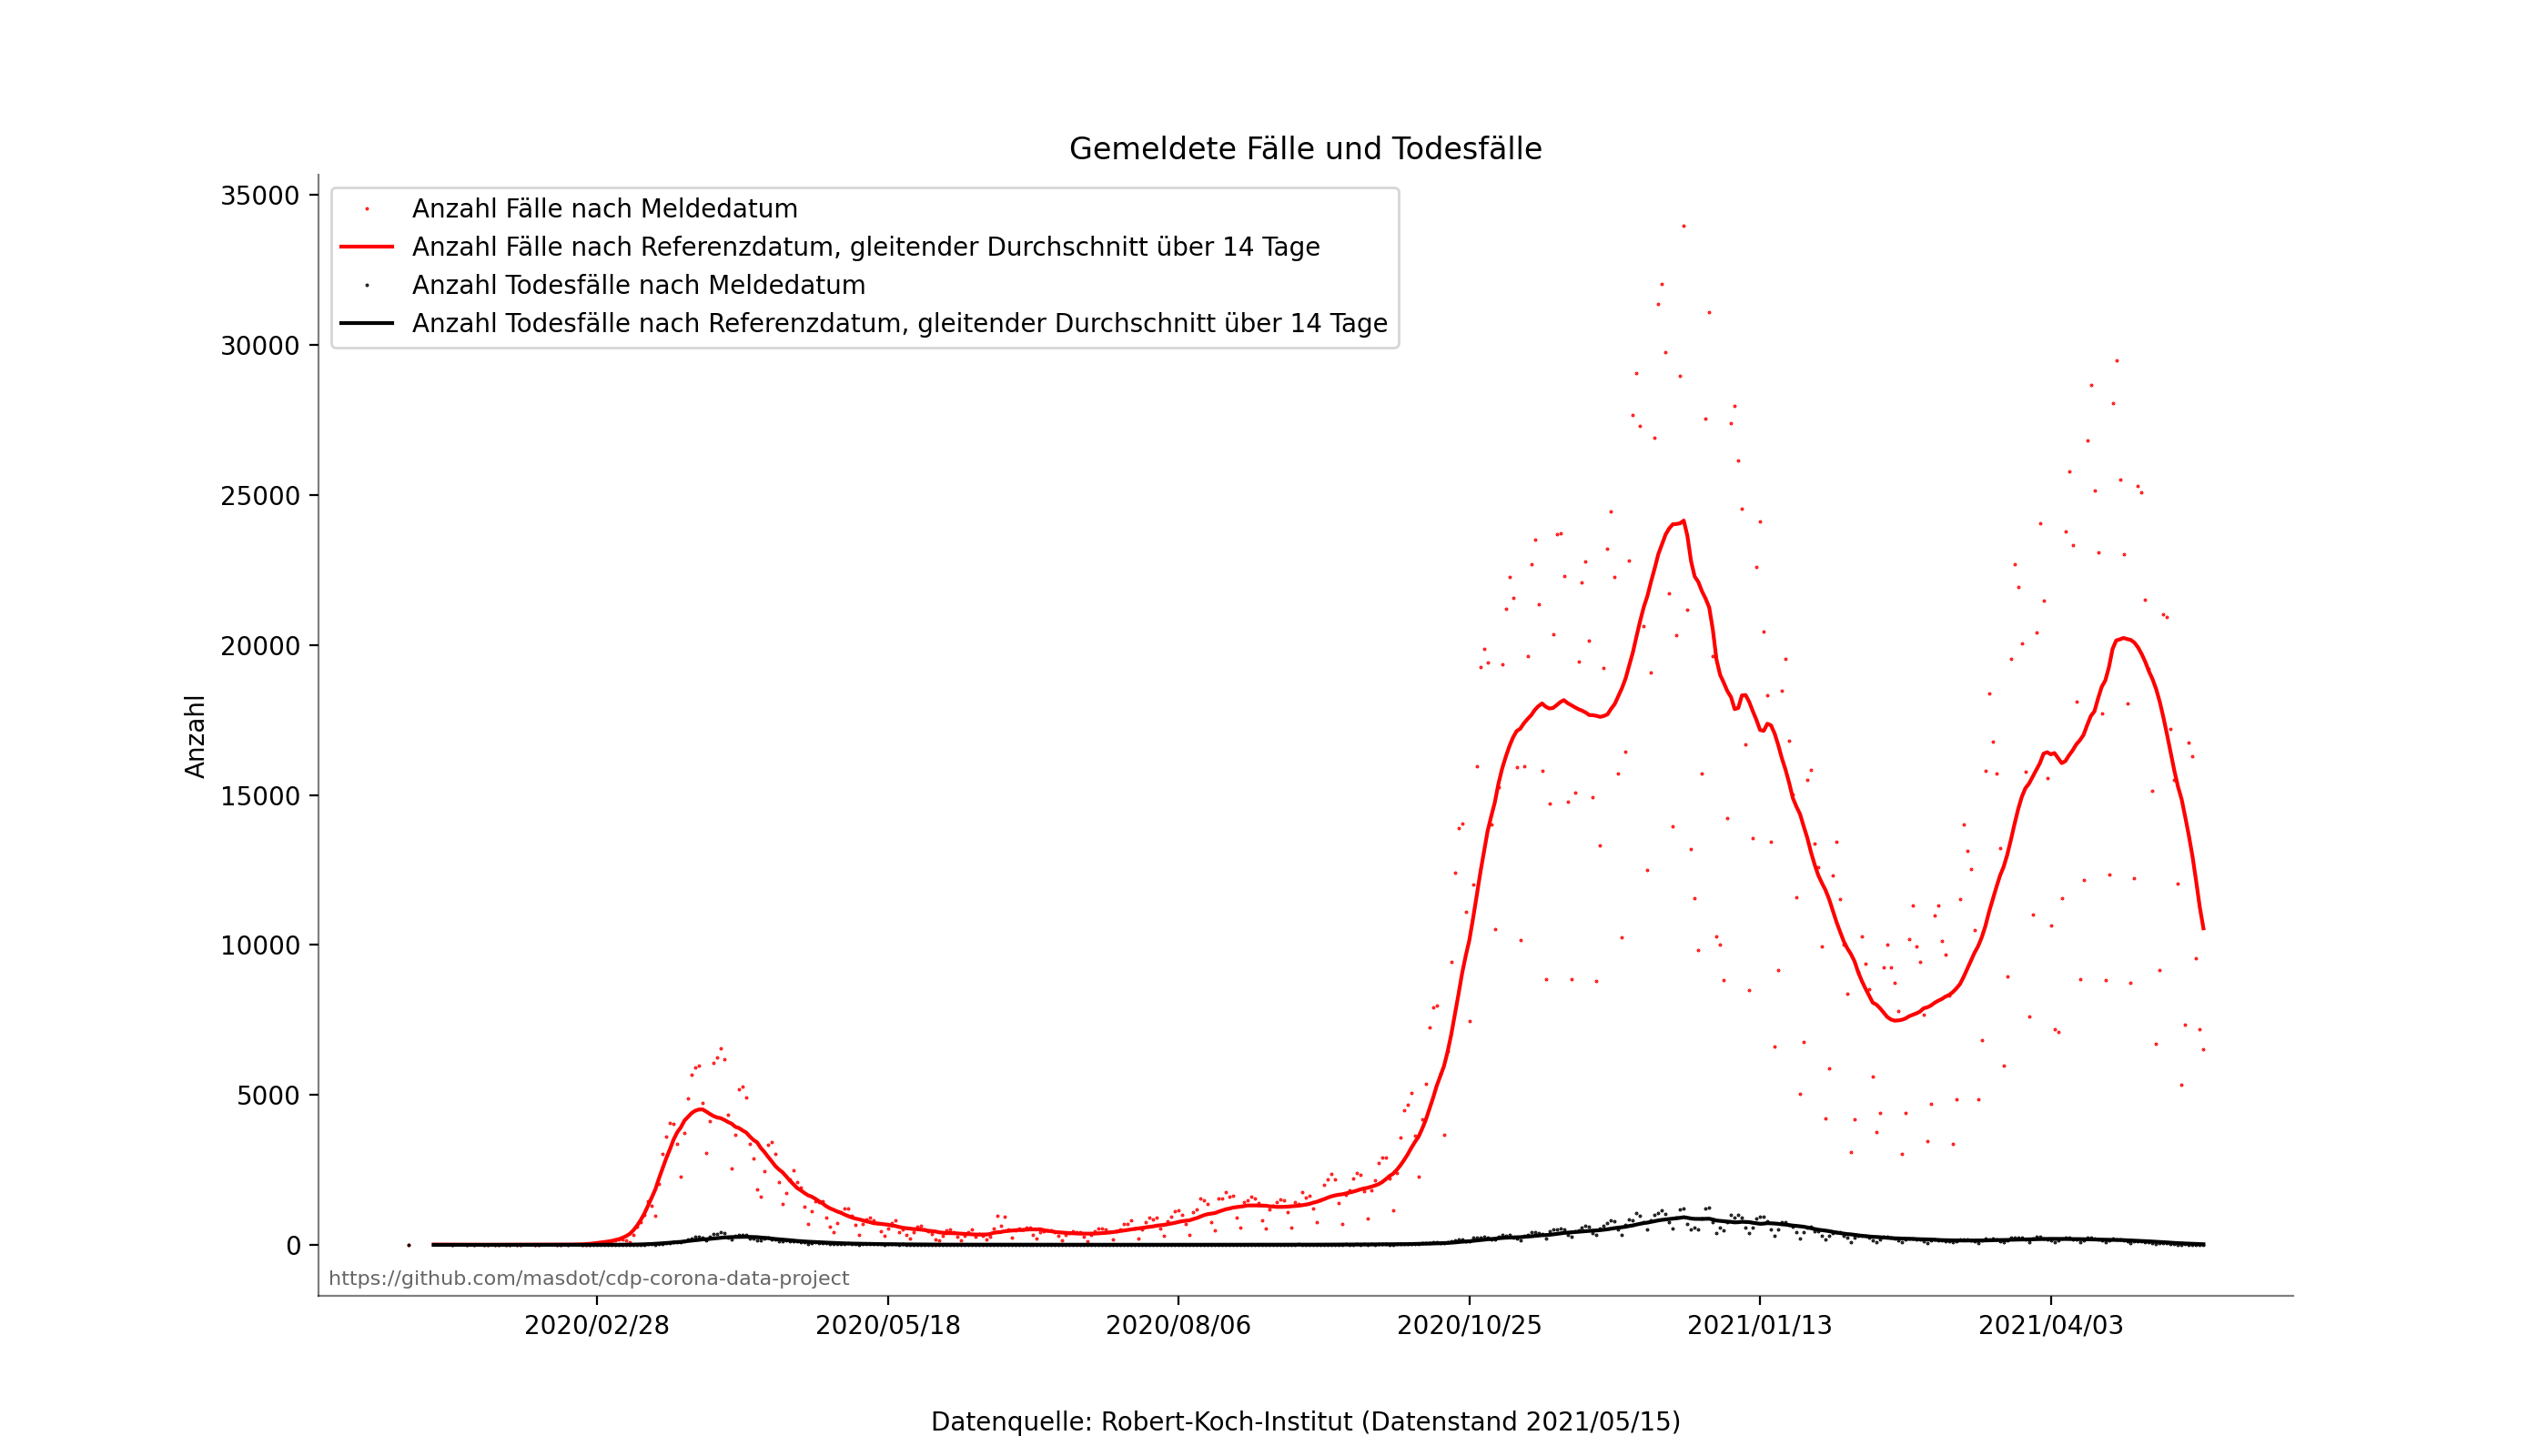 Gemeldete Fälle und Todesfälle
35000
30000
25000
20000
15000
10000
5000
0
Anzahl
Anzahl Fälle nach Meldedatum
Anzahl Fälle nach Referenzdatum, gleitender Durchschnitt über 14 Tage
Anzahl Todesfälle nach Meldedatum
Anzahl Todesfälle nach Referenzdatum, gleitender Durchschnitt über 14 Tage
https://github.com/masdot/cdp-corona-data-project
2020/02/28 2020/05/18 2020/08/06 2020/10/25 2021/01/13 2021/04/03
Datenquelle: Robert-Koch-Institut (Datenstand 2021/05/15)